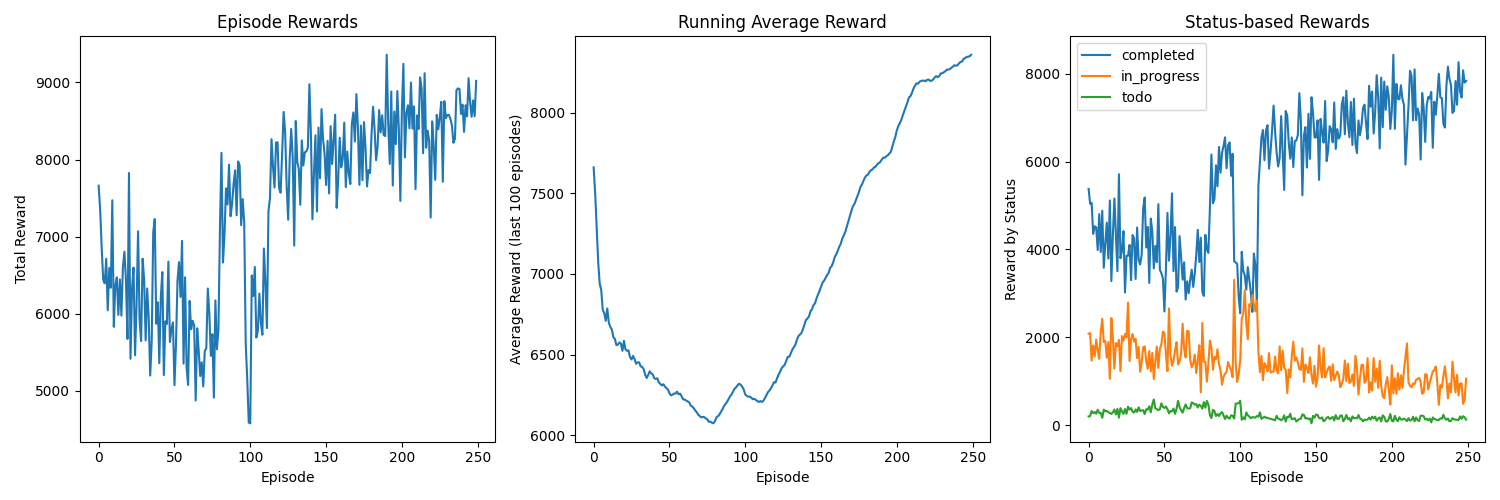 Episode Rewards
Total Reward
9000
8000
7000
6000
5000
0 50 100 150 200 250
Episode
Running Average Reward
Average Reward (last 100 episodes)
8000
7500
7000
6500
6000
0 50 100 150 200 250
Episode
Status-based Rewards
Reward by Status
completed
in_progress
todo
8000
6000
4000
2000
0
0 50 100 150 200 250
Episode